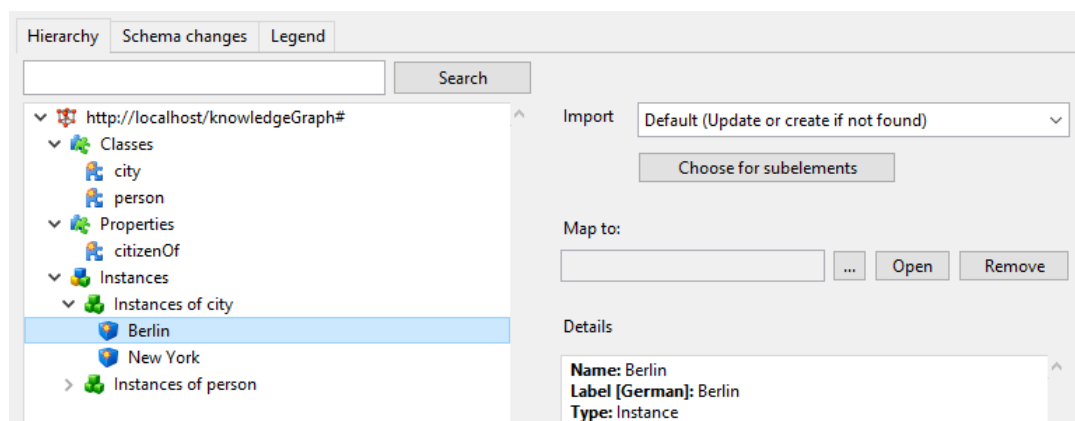 Hierarchy Schema changes Legend
Search
http://localhost/knowledgeGraph#
Classes
city
person
Properties
citizenOf
Instances
Instances of city
Berlin
New York
Instances of person
Import Default (Update or create if not found)
Choose for subelements
Map to:
... Open Remove
Details
Name: Berlin
Label [German]: Berlin
Type: Instance